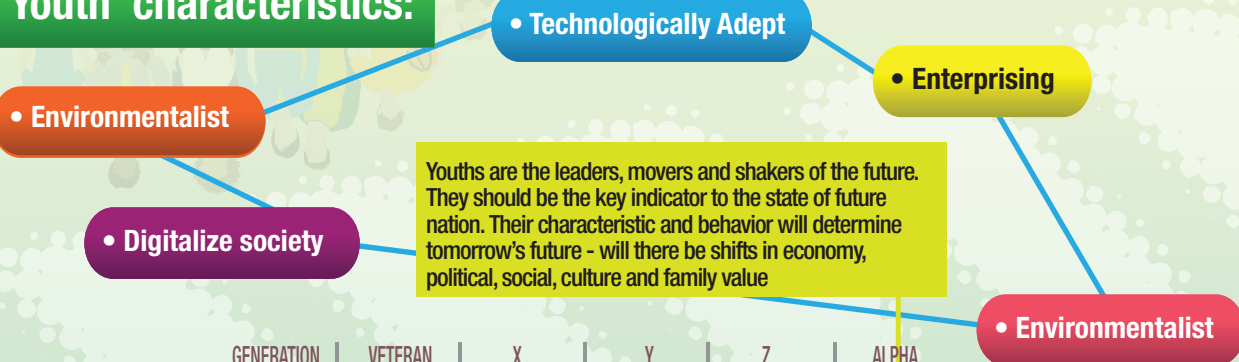 Youth characteristics:
• Technologically Adept
• Enterprising
• Environmentalist
Youths are the leaders, movers and shakers of the future.
They should be the key indicator to the state of future
nation. Their characteristic and behavior will determine
tomorrow's future - will there be shifts in economy,
political, social, culture and family value
• Digitalize society
• Environmentalist
GENERATION | VETERAN | X | Y | Z | ALPHA